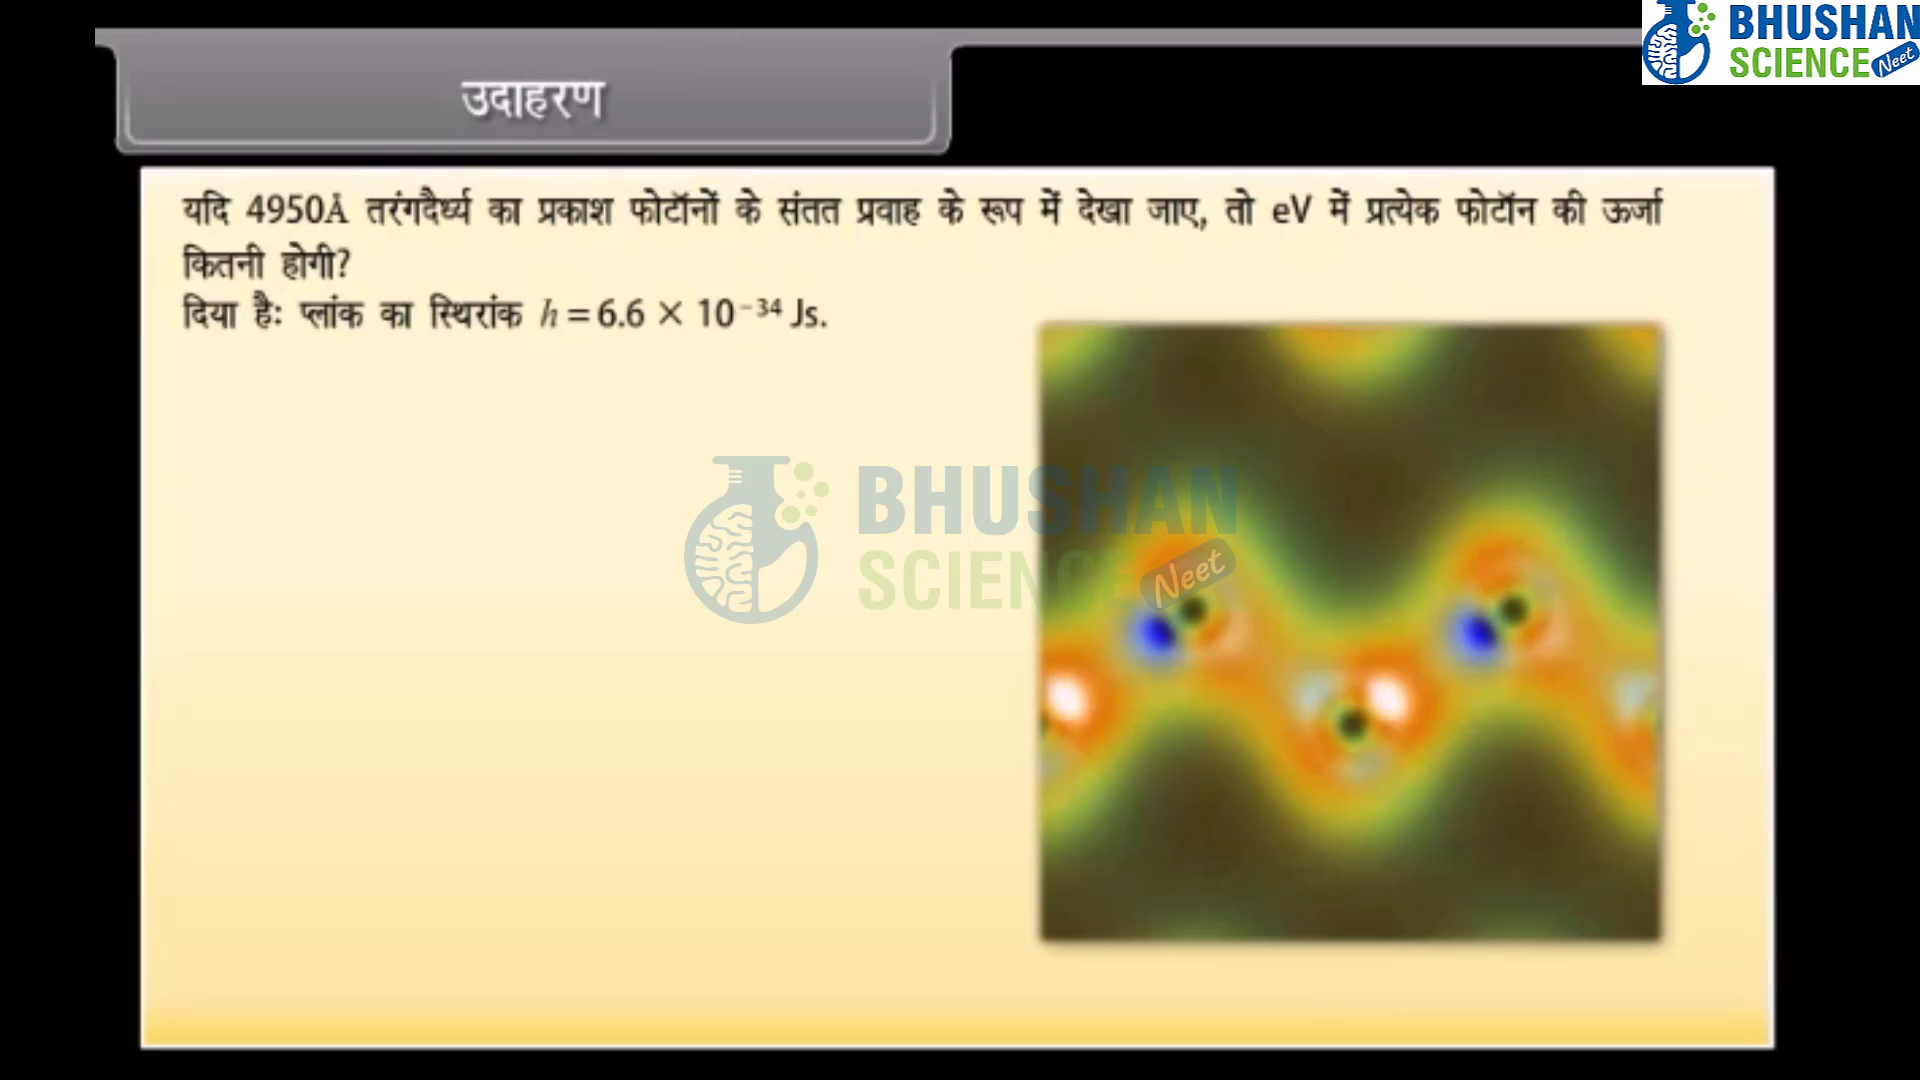 BHUSHAN
SCIENCE Neet
उदाहरण
यदि 4950Å तरंगदैर्ध्य का प्रकाश फोटॉनों के संतत प्रवाह के रूप में देखा जाए, तो eV में प्रत्येक फोटॉन की ऊर्जा
कितनी होगी?
दिया है: प्लांक का स्थिरांक h = 6.6 × 10⁻³⁴ Js.
BHUSHAN
SCIENCE Neet